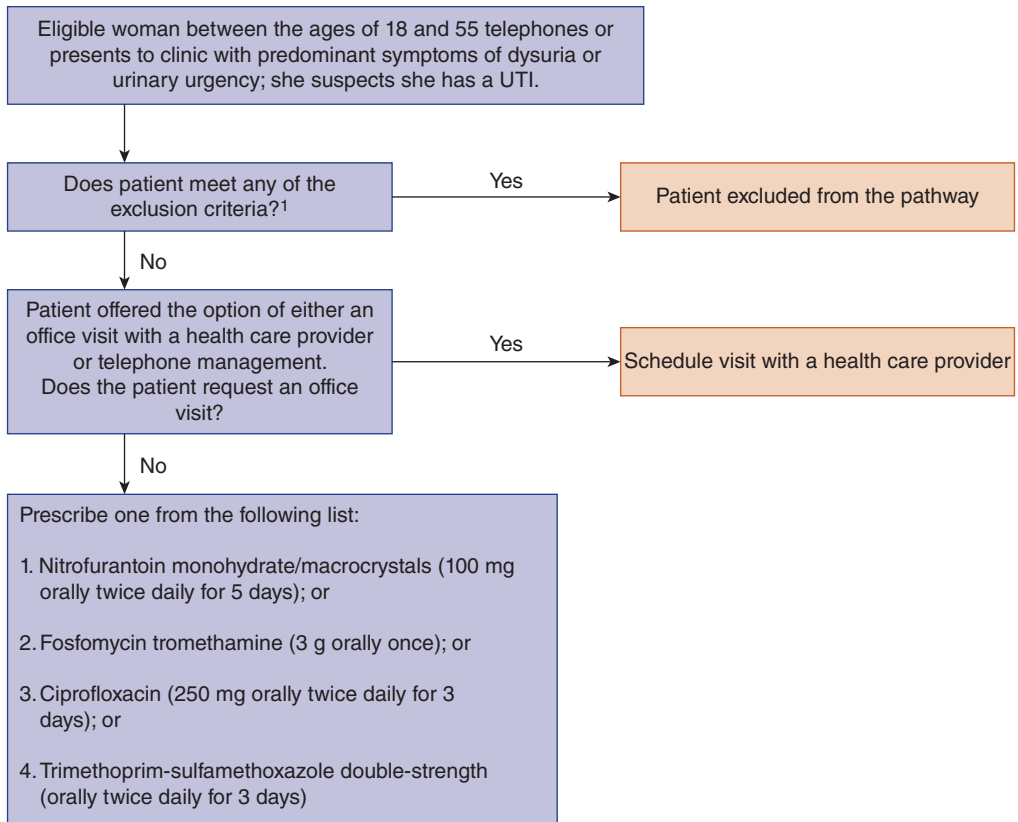 Eligible woman between the ages of 18 and 55 telephones or
presents to clinic with predominant symptoms of dysuria or
urinary urgency; she suspects she has a UTI.
Does patient meet any of the
exclusion criteria?¹
Yes
Patient excluded from the pathway
No
Patient offered the option of either an
office visit with a health care provider
or telephone management.
Does the patient request an office
visit?
Yes
Schedule visit with a health care provider
No
Prescribe one from the following list:
1. Nitrofurantoin monohydrate/macrocrystals (100 mg
orally twice daily for 5 days); or
2. Fosfomycin tromethamine (3 g orally once); or
3. Ciprofloxacin (250 mg orally twice daily for 3
days); or
4. Trimethoprim-sulfamethoxazole double-strength
(orally twice daily for 3 days)